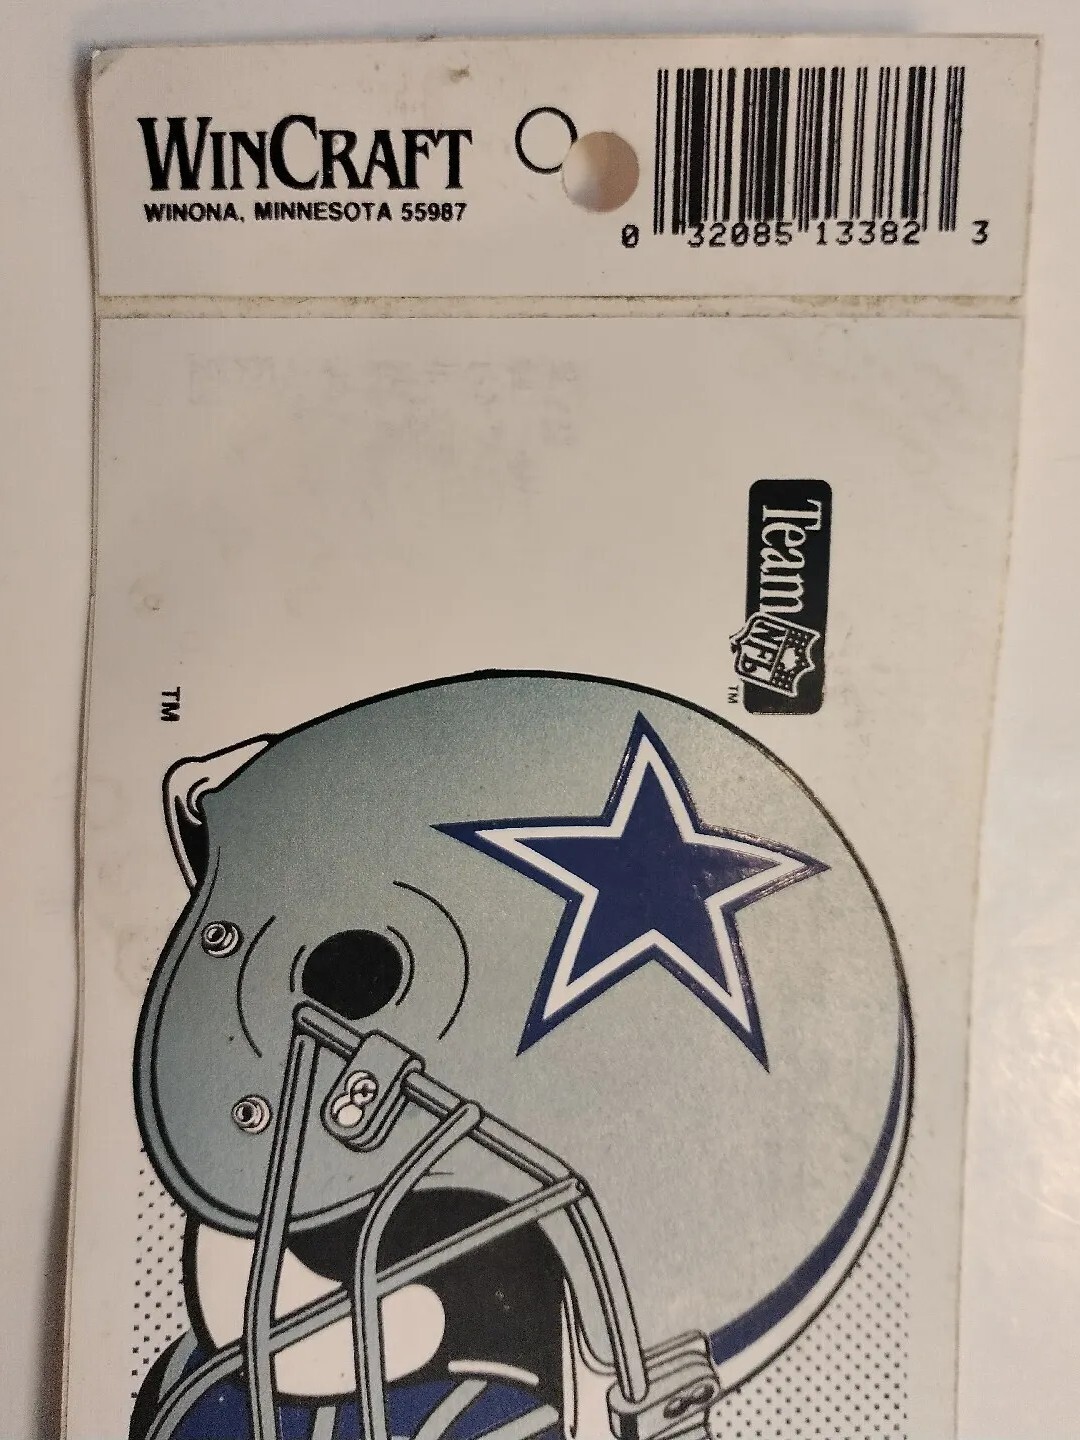 WINCRAFT
WINONA, MINNESOTA 55987
0 32085 13382 3
Team
NFL
TM
TM